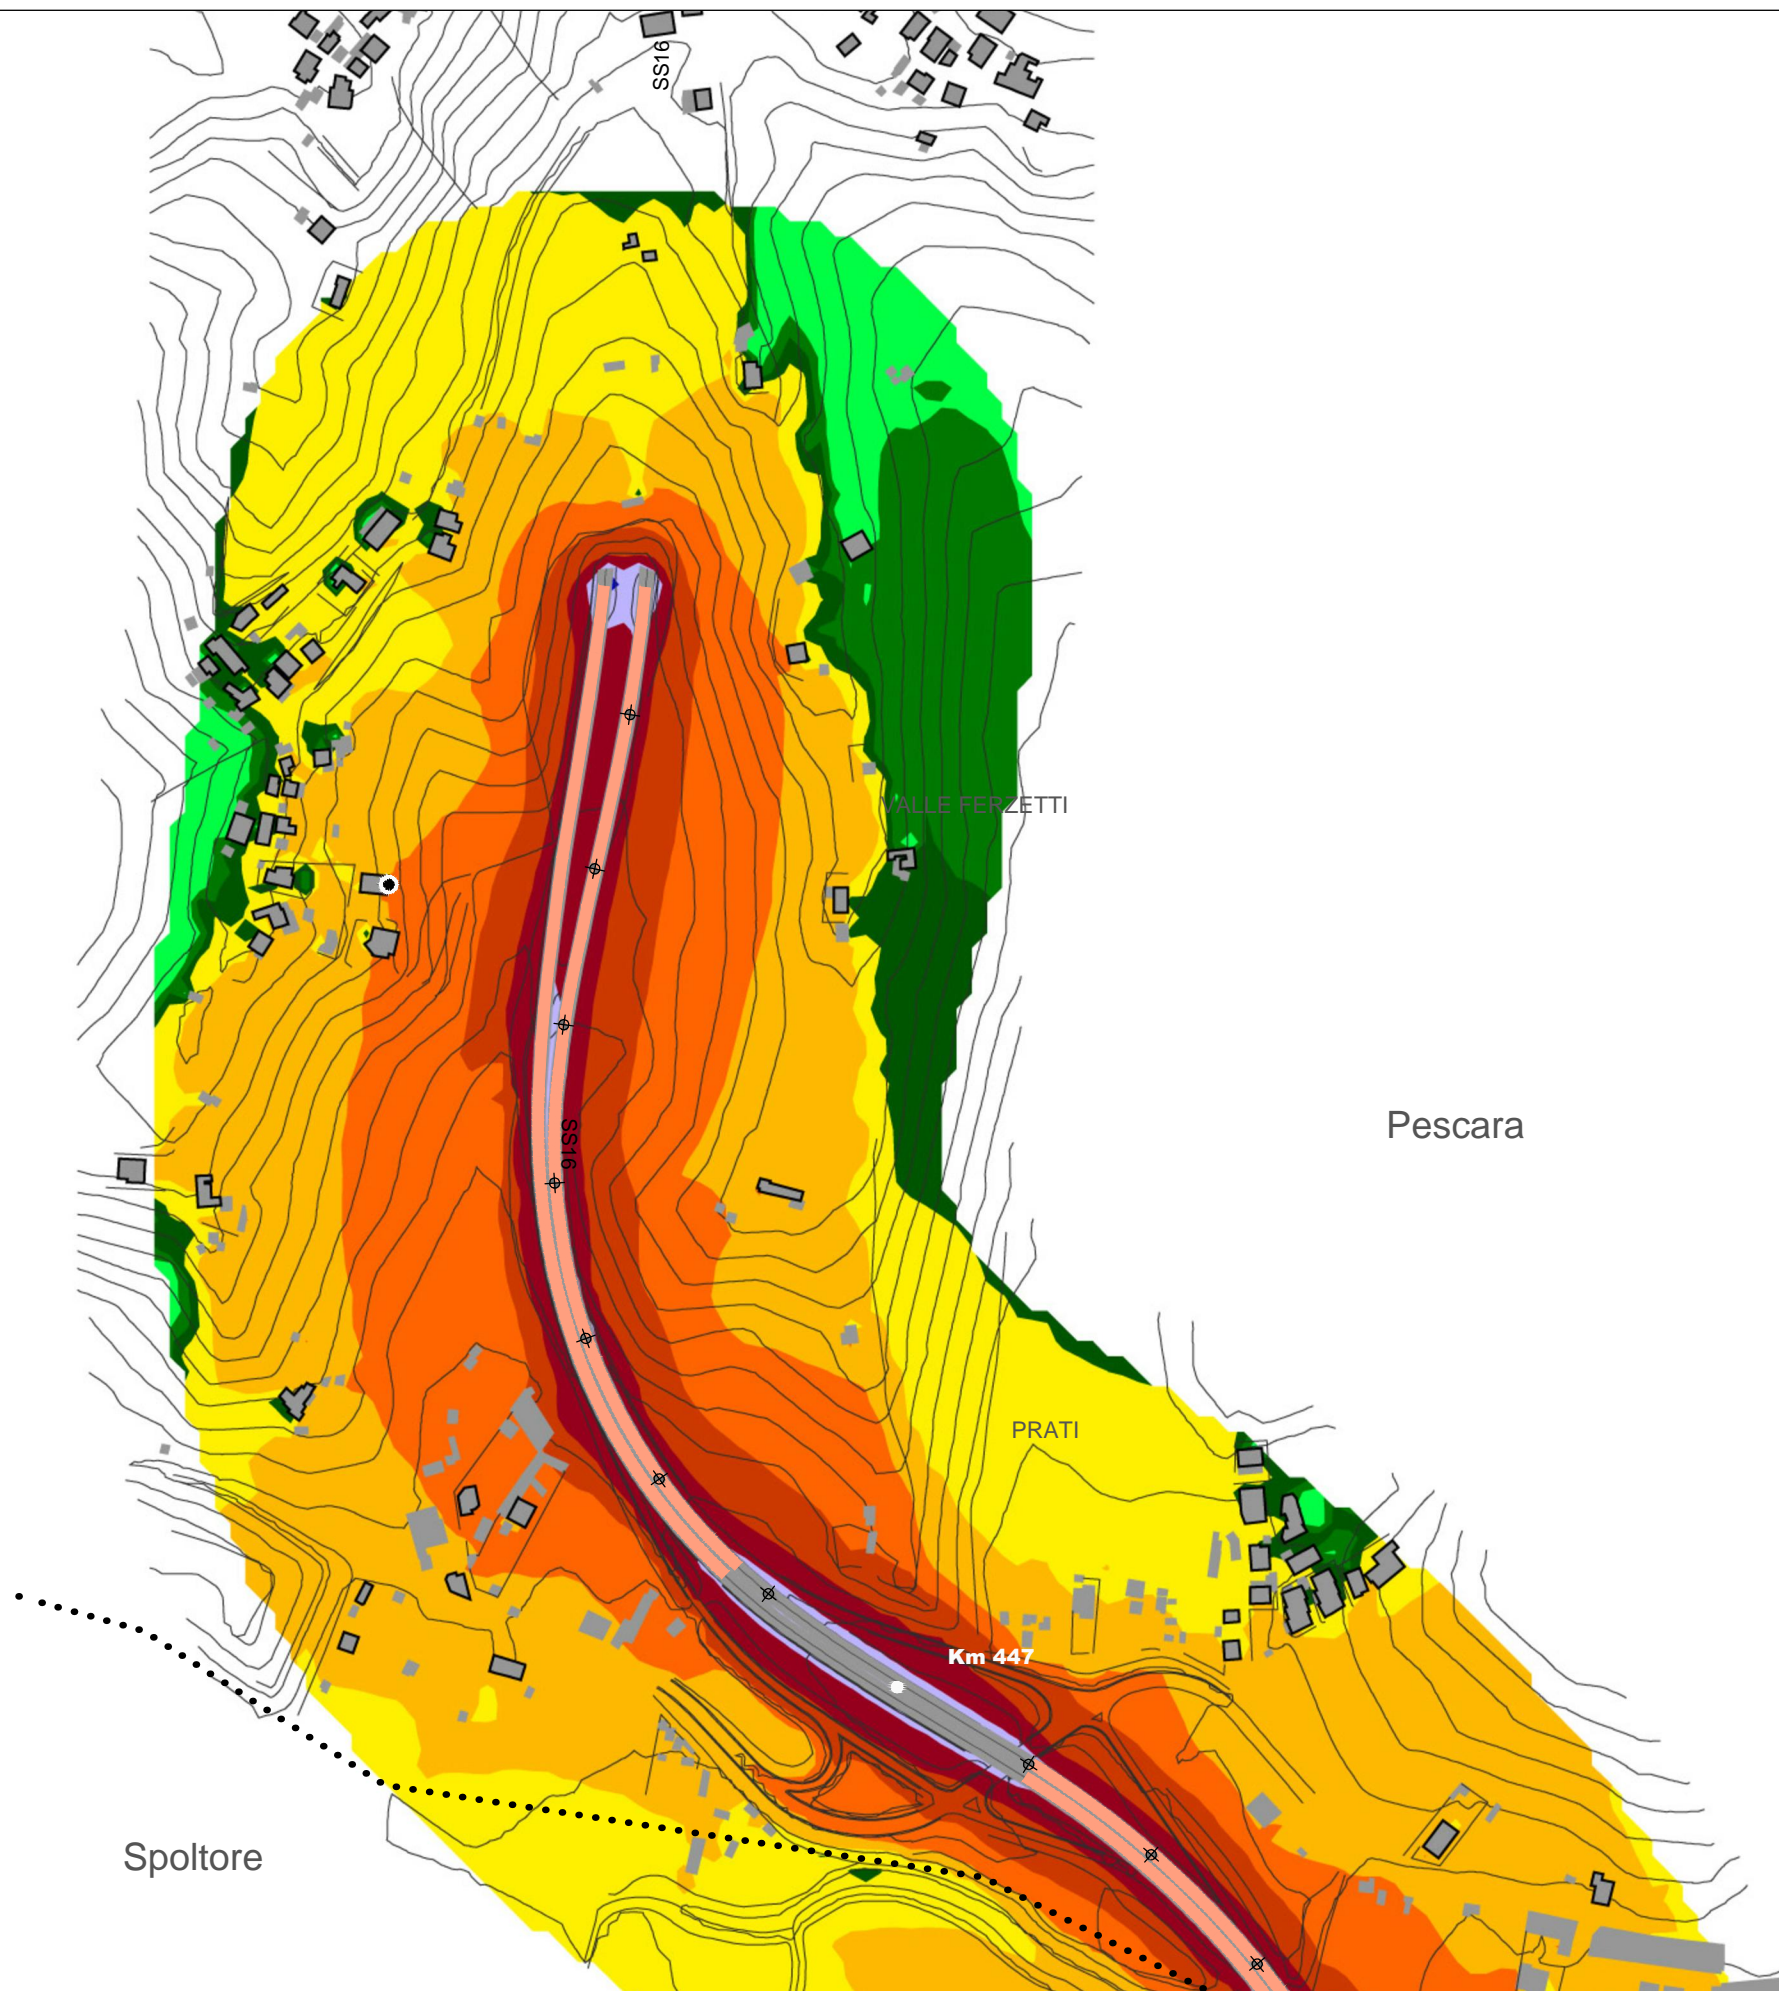 SS16
VALLE FERZETTI
Pescara
SS16
PRATI
Km 447
Spoltore